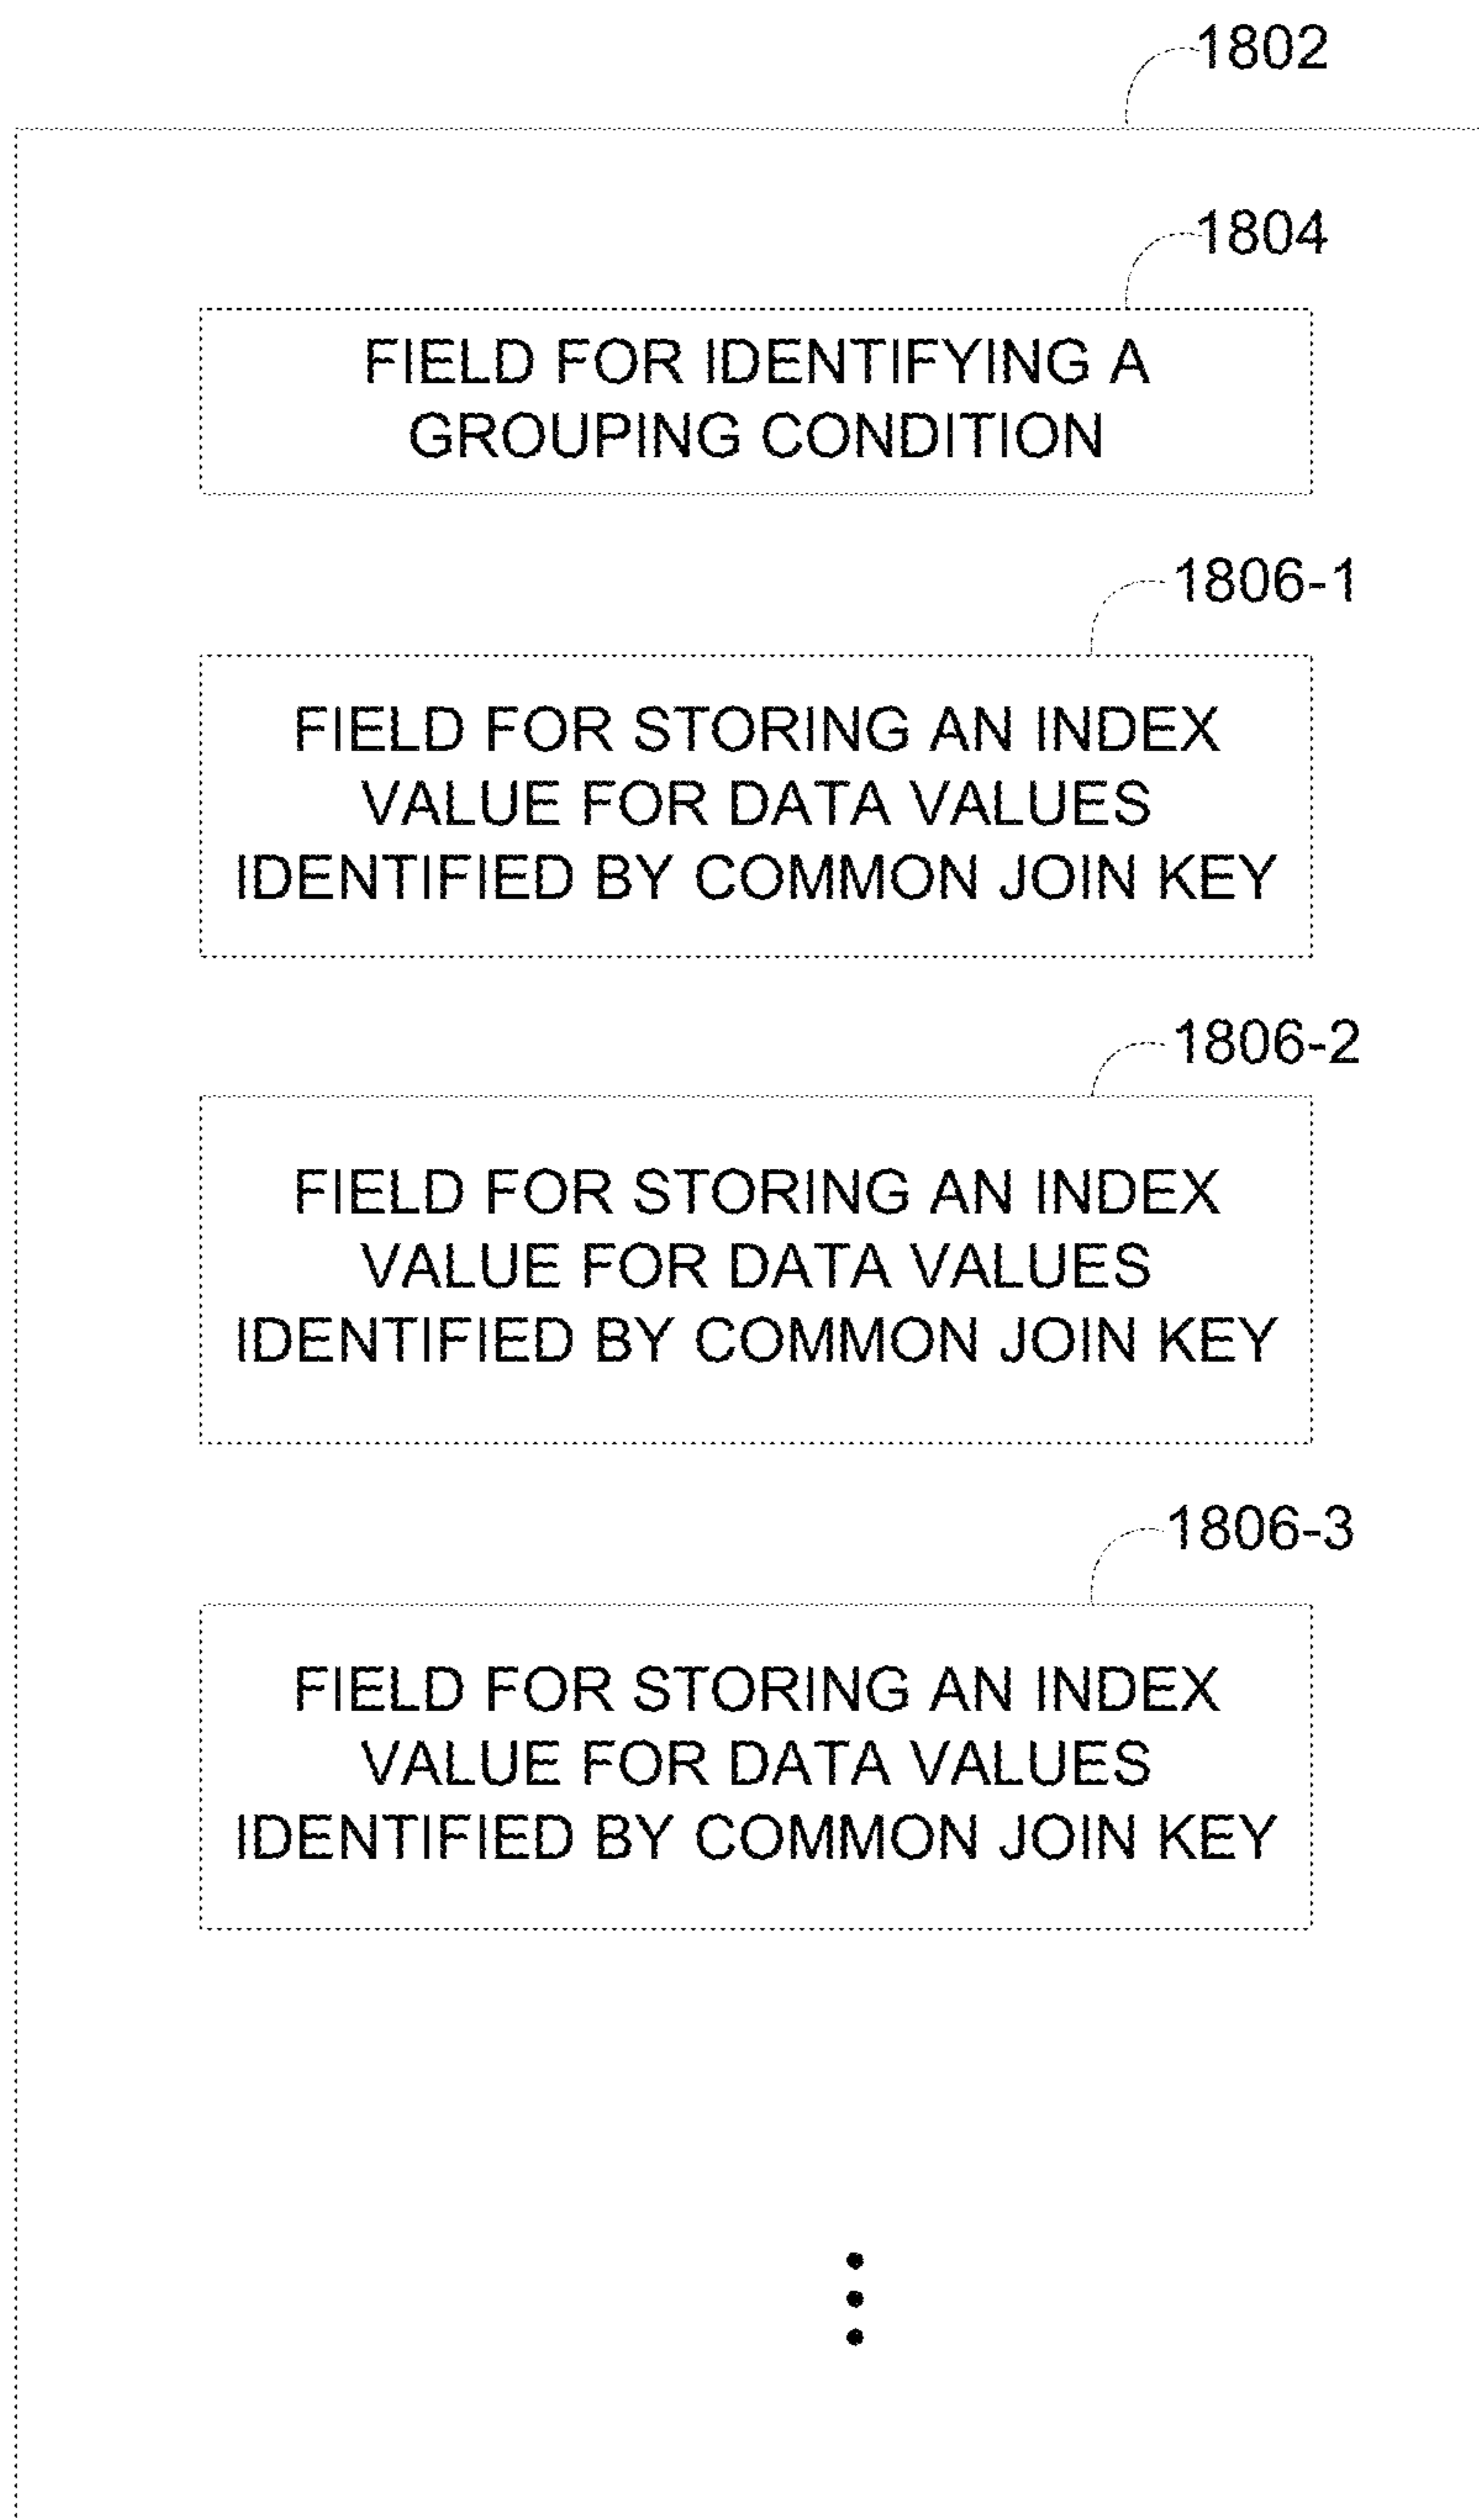 1802
1804
FIELD FOR IDENTIFYING A
GROUPING CONDITION
1806-1
FIELD FOR STORING AN INDEX
VALUE FOR DATA VALUES
IDENTIFIED BY COMMON JOIN KEY
1806-2
FIELD FOR STORING AN INDEX
VALUE FOR DATA VALUES
IDENTIFIED BY COMMON JOIN KEY
1806-3
FIELD FOR STORING AN INDEX
VALUE FOR DATA VALUES
IDENTIFIED BY COMMON JOIN KEY